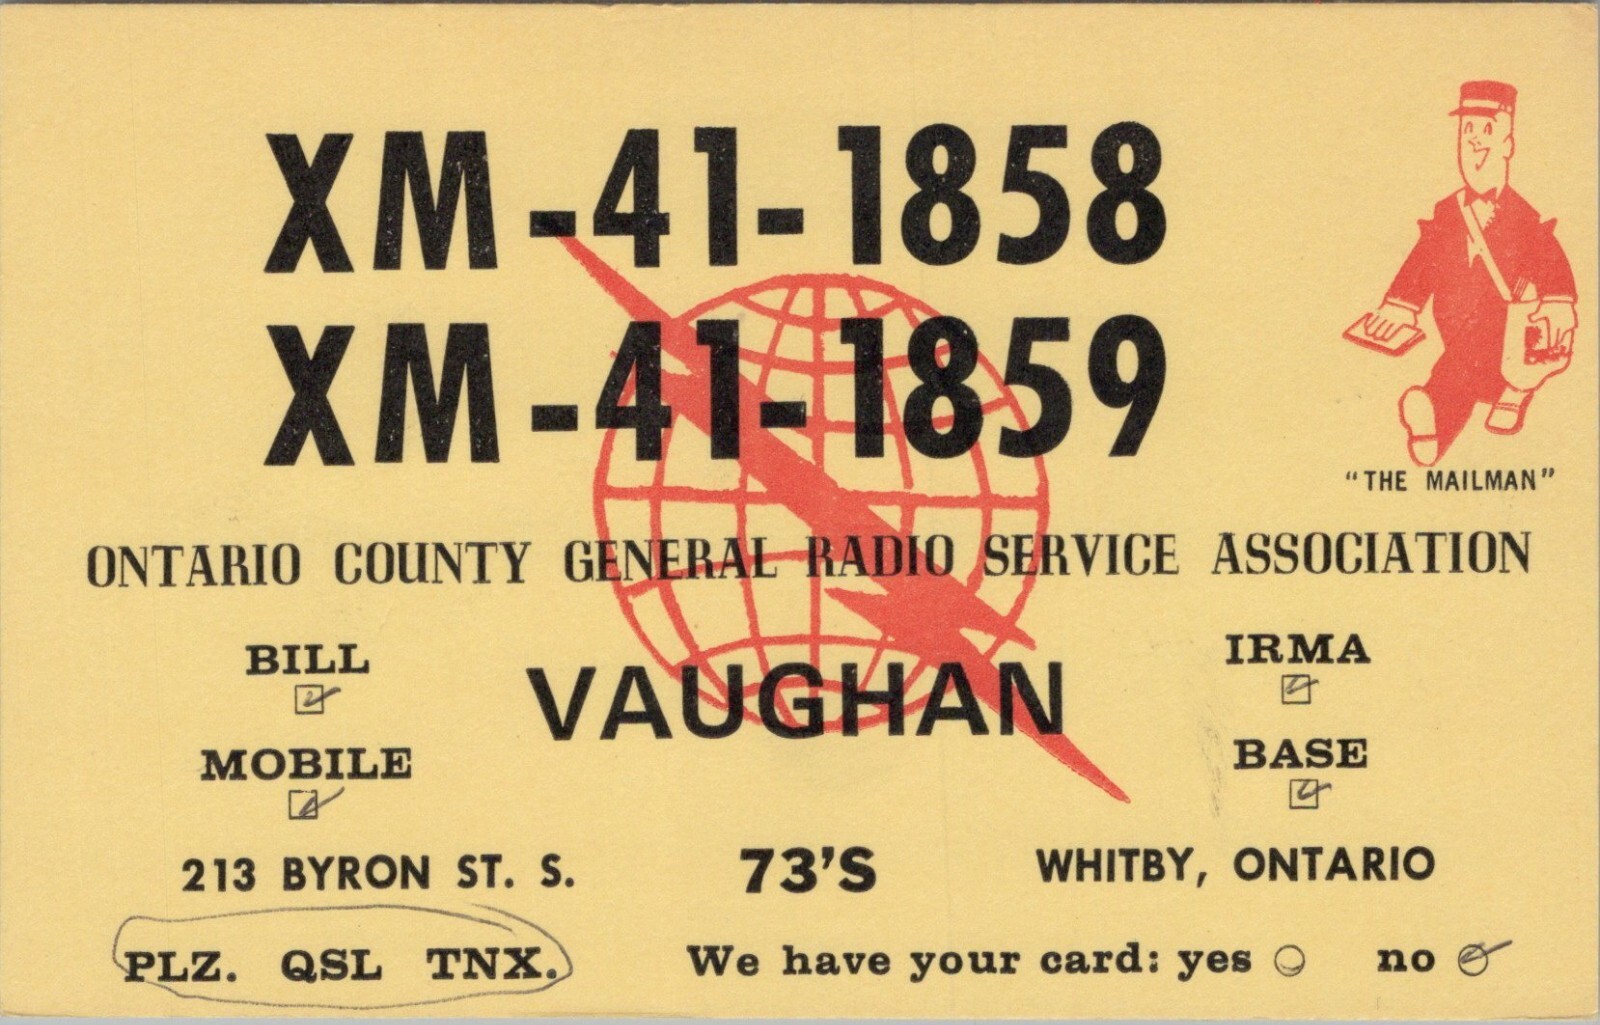 XM-41-1858
XM-41-1859
"THE MAILMAN"
ONTARIO COUNTY GENERAL RADIO SERVICE ASSOCIATION
BILL
IRMA
VAUGHAN
MOBILE
BASE
213 BYRON ST. S.
73'S
WHITBY, ONTARIO
PLZ. QSL TNX.
We have your card: yes no